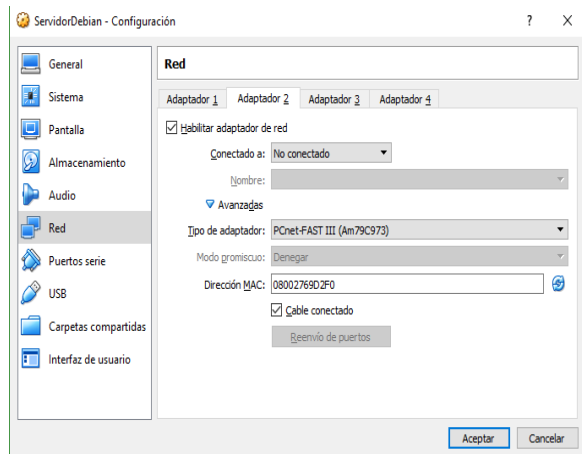 ServidorDebian - Configuración
?
X
General
Sistema
Pantalla
Almacenamiento
Audio
Red
Puertos serie
USB
Carpetas compartidas
Interfaz de usuario
Red
Adaptador 1 Adaptador 2 Adaptador 3 Adaptador 4
Habilitar adaptador de red
Conectado a: No conectado
Nombre:
Avanzadas
Tipo de adaptador: PCnet-FAST III (Am79C973)
Modo promiscuo: Denegar
Dirección MAC: 08002769D2F0
Cable conectado
Reenvío de puertos
Aceptar Cancelar